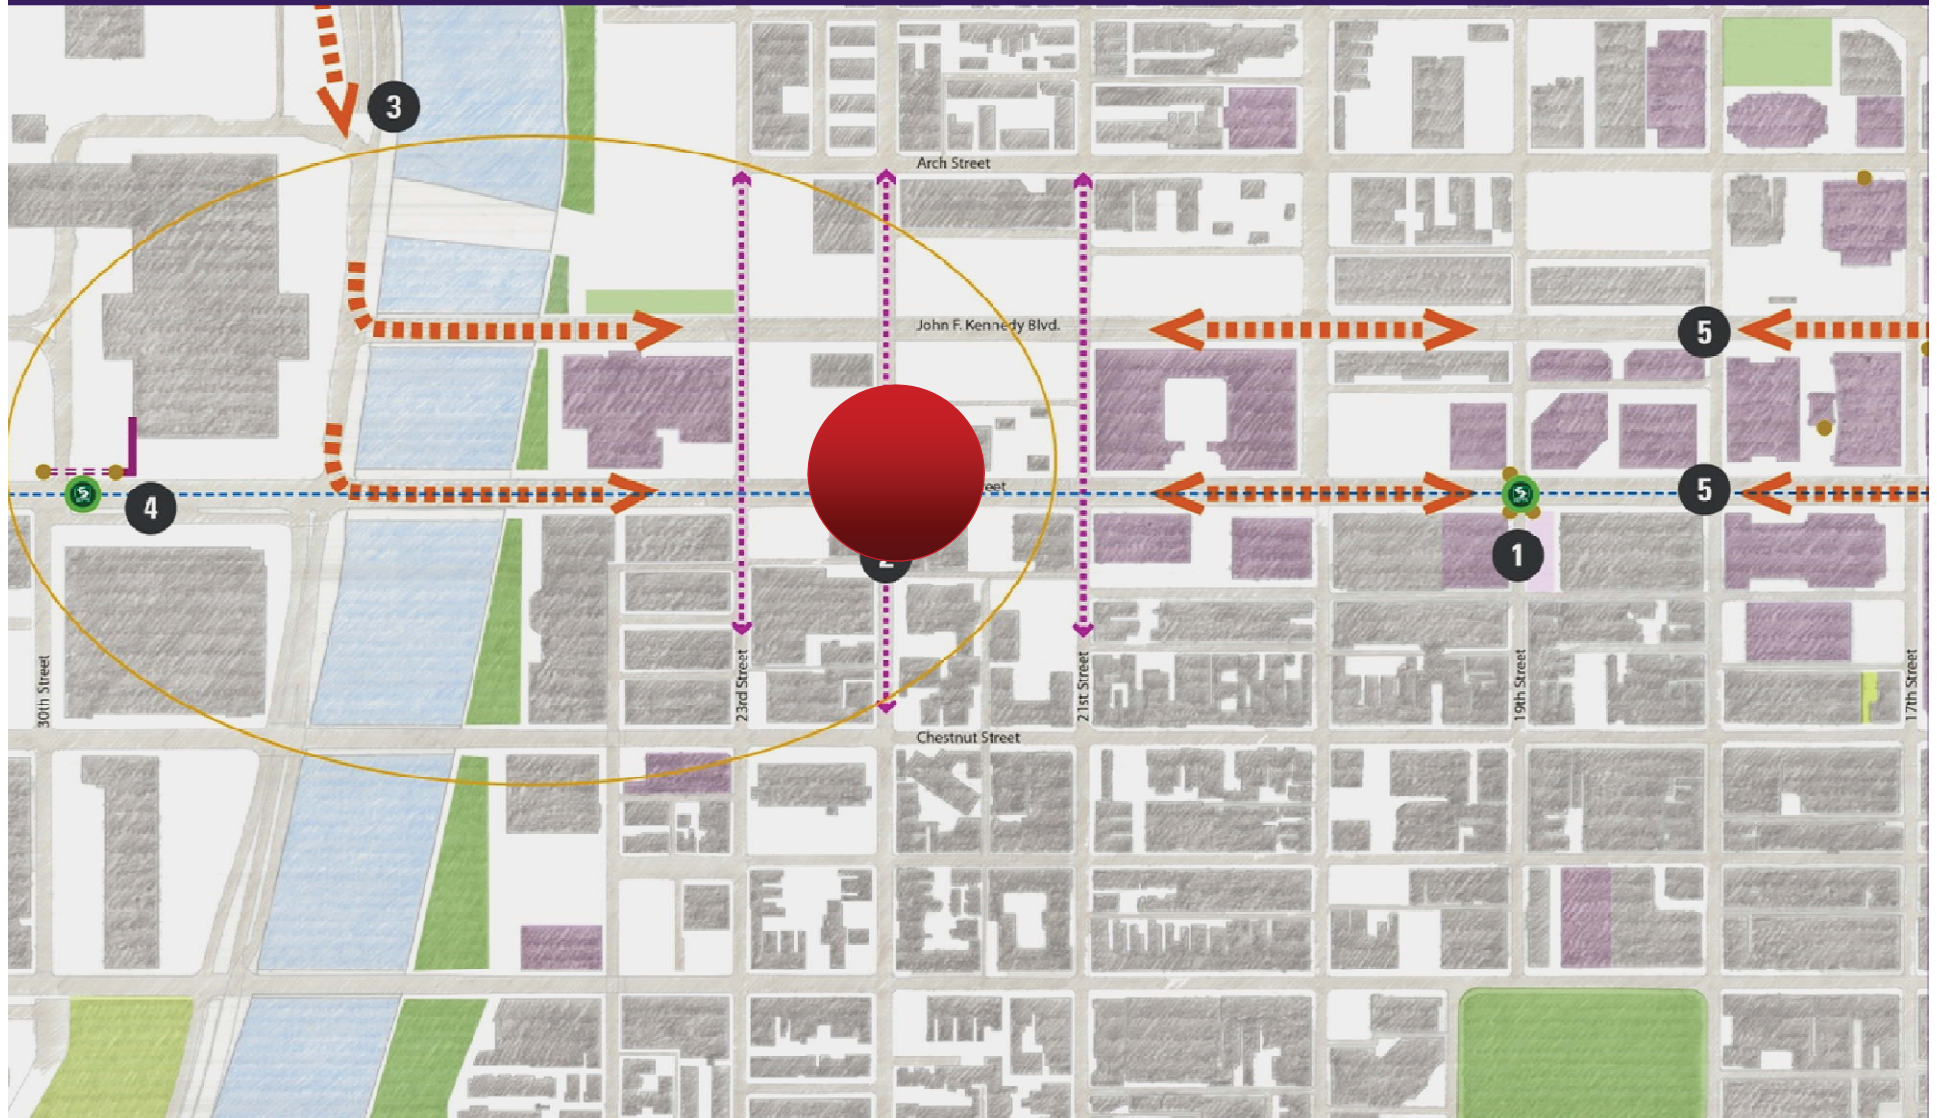 3
Arch Street
John F. Kennedy Blvd.
5
5
4
1
30th Street
23rd Street
21st Street
19th Street
17th Street
Chestnut Street